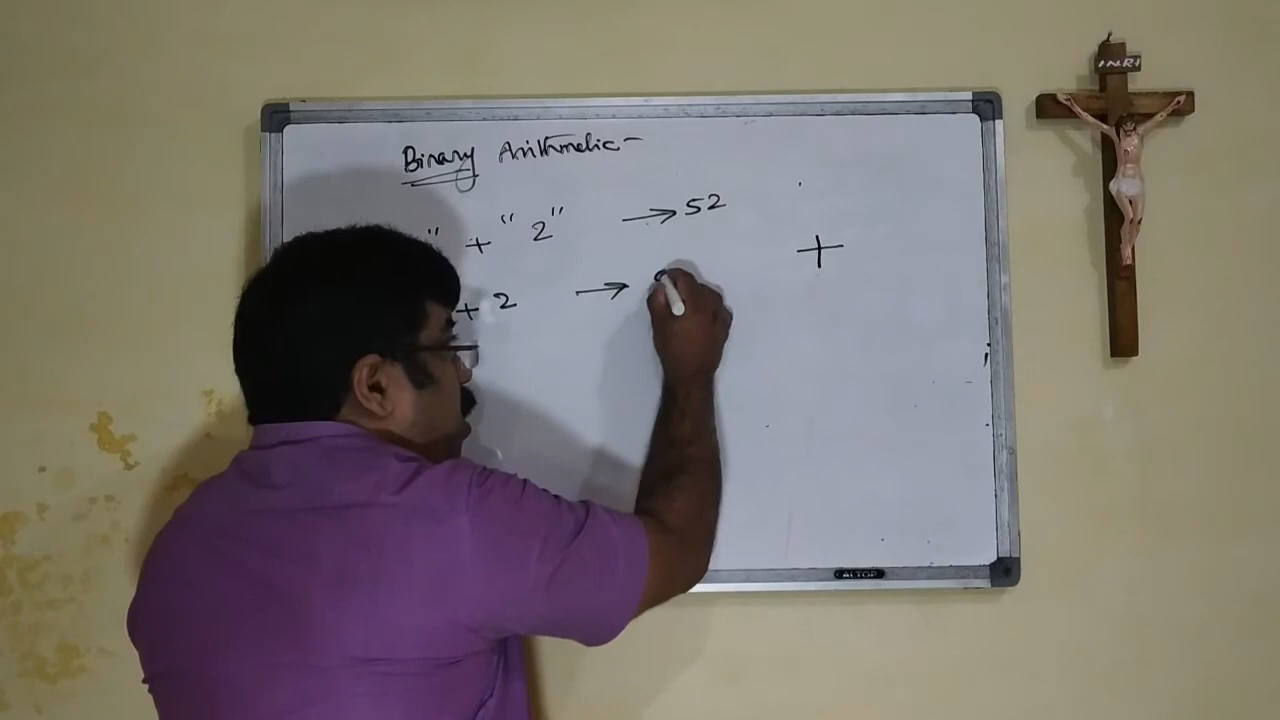 Binary Arithmetic-
" + "2" → 52
+ 2 →
+
INRI
ALTOP